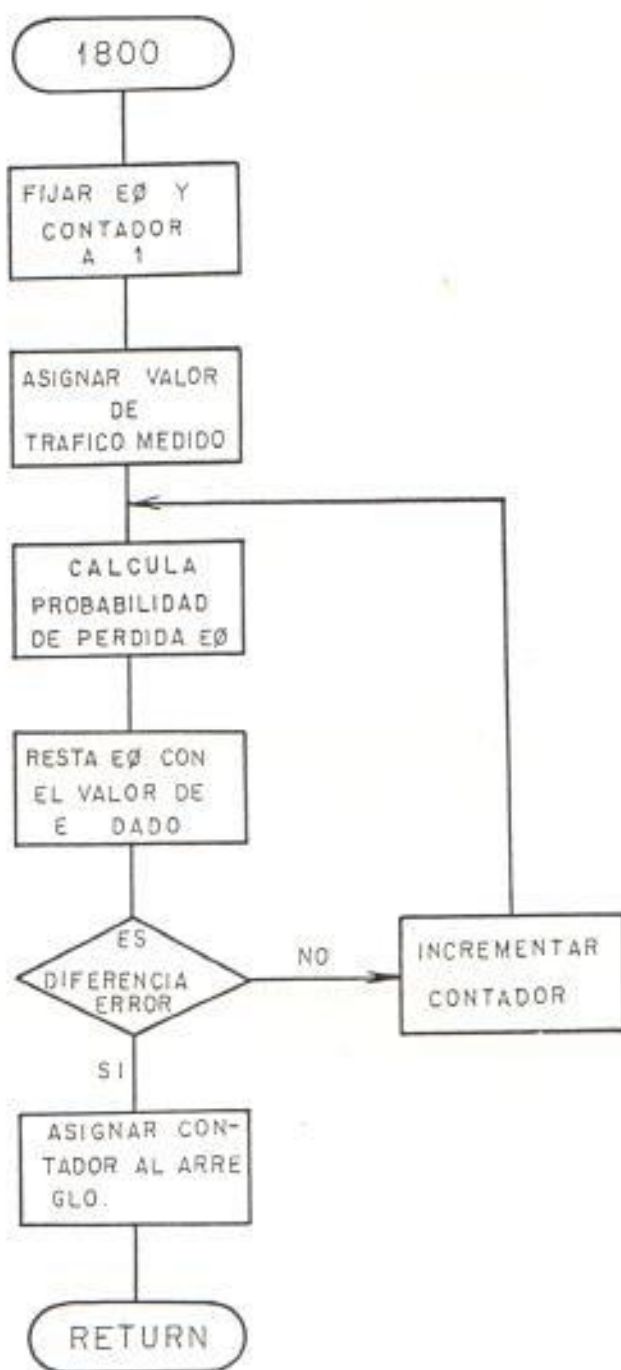 1800
FIJAR EØ Y
CONTADOR
A 1
ASIGNAR VALOR
DE
TRAFICO MEDIDO
CALCULA
PROBABILIDAD
DE PERDIDA EØ
RESTA EØ CON
EL VALOR DE
E DADO
ES
DIFERENCIA
ERROR
NO
INCREMENTAR
CONTADOR
SI
ASIGNAR CON-
TADOR AL ARRE
GLO.
RETURN